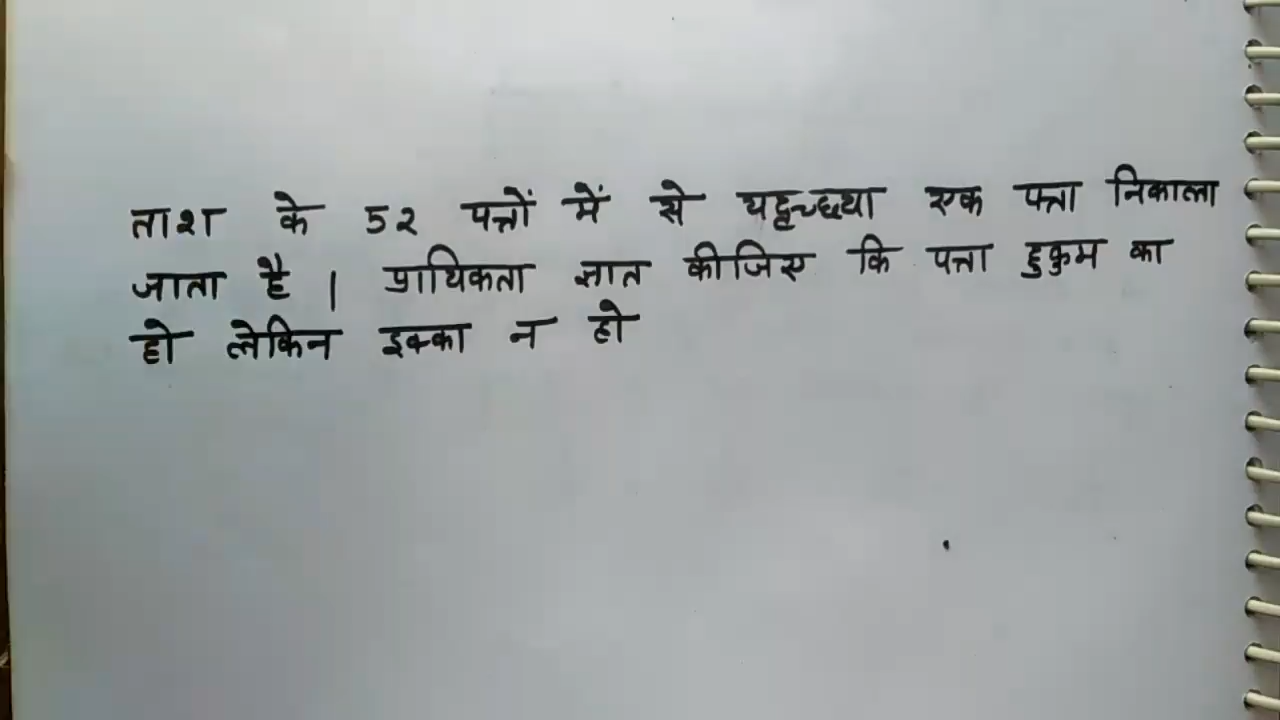 ताश के 52 पत्तों में से यदृच्छया एक पत्ता निकाला
जाता है । प्रायिकता ज्ञात कीजिए कि पत्ता हुकुम का
हो लेकिन इक्का न हो